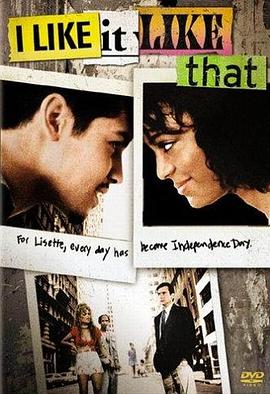 I LIKE it LIKE
that
For Lisette, every day has become Independence Day.
DVD
VIDEO